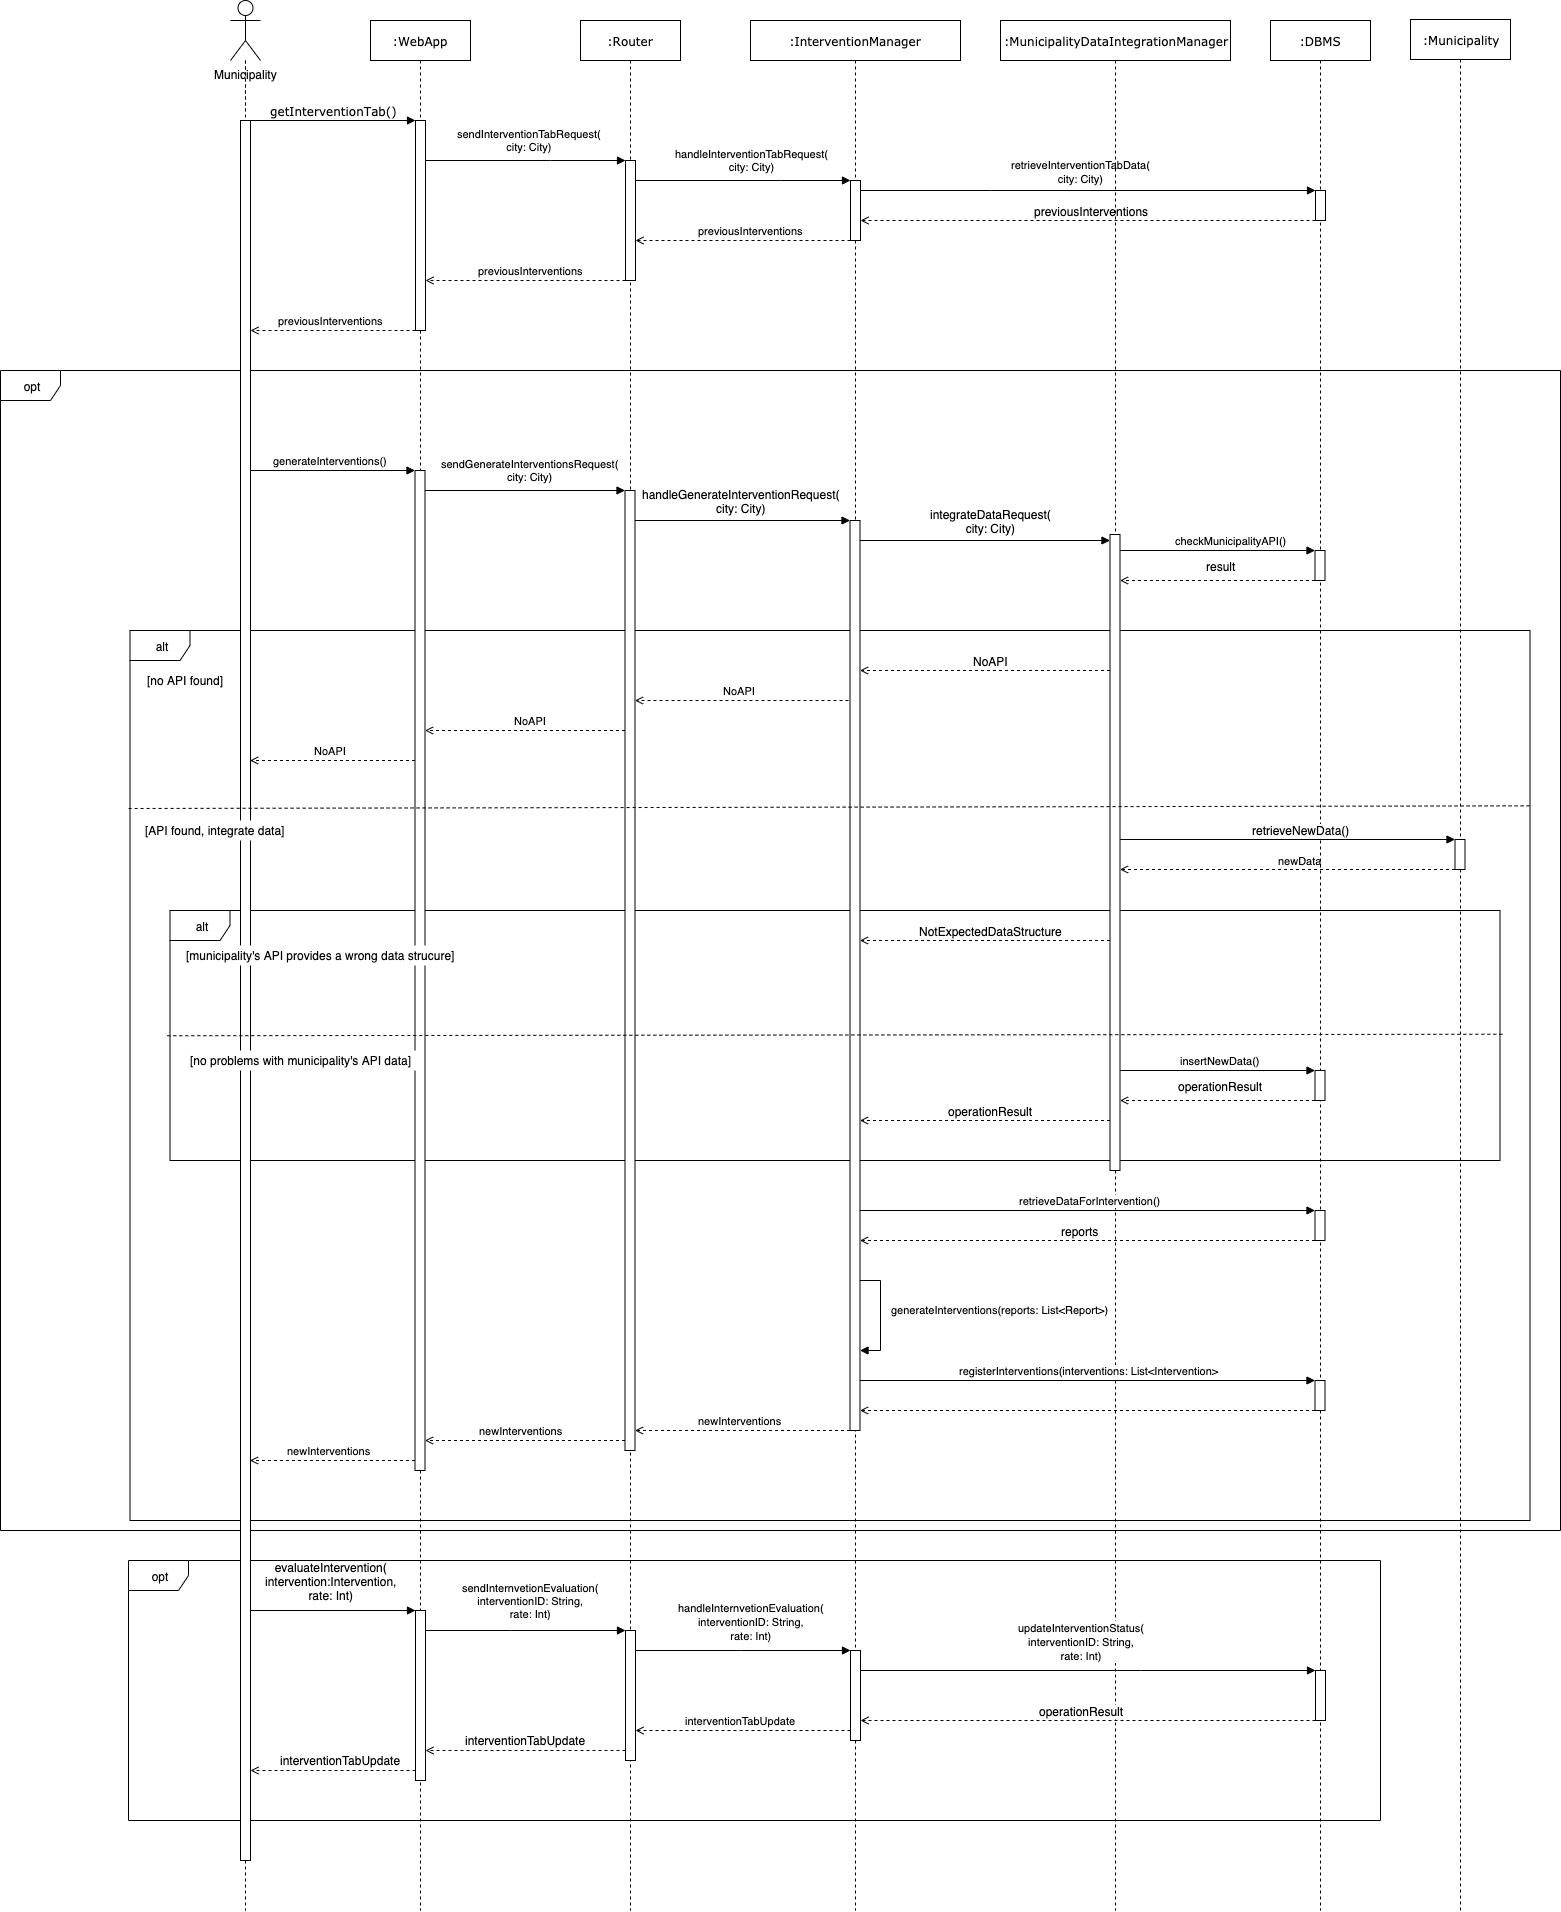 Municipality
:WebApp
:Router
:InterventionManager
:MunicipalityDataIntegrationManager
:DBMS
:Municipality
getInterventionTab()
sendInterventionTabRequest(
city: City)
handleInterventionTabRequest(
city: City)
retrieveInterventionTabData(
city: City)
previousInterventions
previousInterventions
previousInterventions
previousInterventions
opt
generateInterventions()
sendGenerateInterventionsRequest(
city: City)
handleGenerateInterventionRequest(
city: City)
integrateDataRequest(
city: City)
checkMunicipalityAPI()
result
alt
[no API found]
NoAPI
NoAPI
NoAPI
NoAPI
[API found, integrate data]
retrieveNewData()
newData
alt
[municipality's API provides a wrong data strucure]
NotExpectedDataStructure
[no problems with municipality's API data]
insertNewData()
operationResult
operationResult
retrieveDataForIntervention()
reports
generateInterventions(reports: List<Report>)
registerInterventions(interventions: List<Intervention>
newInterventions
newInterventions
newInterventions
opt
evaluateIntervention(
intervention:Intervention,
rate: Int)
sendInternvetionEvaluation(
interventionID: String,
rate: Int)
handleInternvetionEvaluation(
interventionID: String,
rate: Int)
updateInterventionStatus(
interventionID: String,
rate: Int)
operationResult
interventionTabUpdate
interventionTabUpdate
interventionTabUpdate